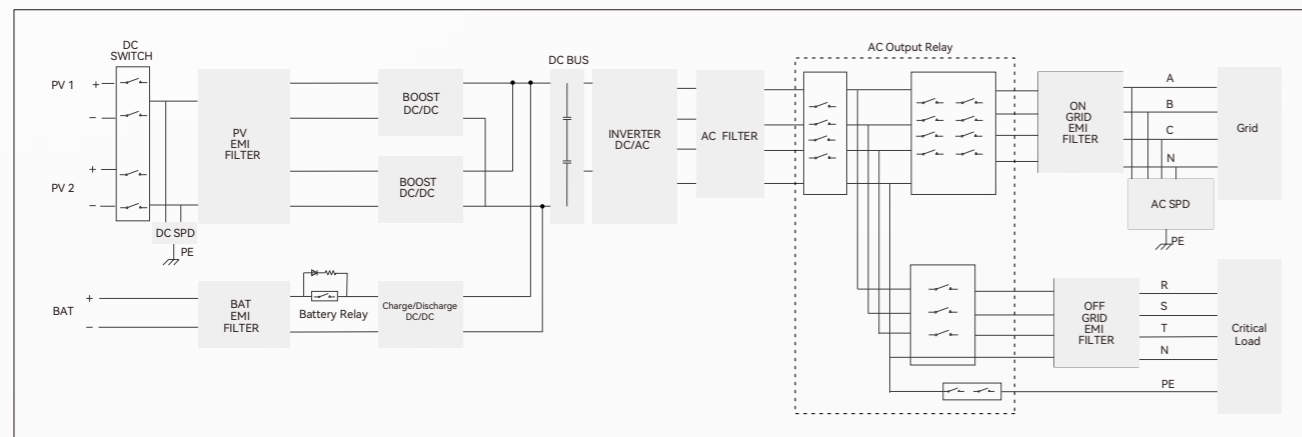 DC
SWITCH
PV 1
+
−
PV 2
+
−
DC SPD
PE
PV
EMI
FILTER
BOOST
DC/DC
BOOST
DC/DC
DC BUS
INVERTER
DC/AC
AC FILTER
AC Output Relay
ON
GRID
EMI
FILTER
A
B
C
N
Grid
AC SPD
PE
BAT
+
−
BAT
EMI
FILTER
Battery Relay
Charge/Discharge
DC/DC
OFF
GRID
EMI
FILTER
R
S
T
N
PE
Critical
Load